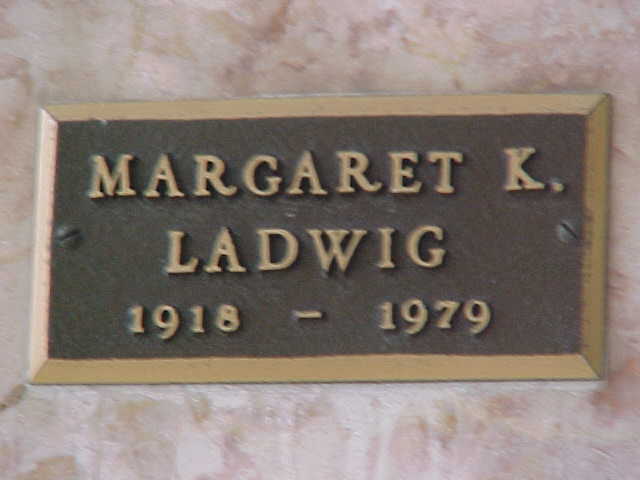 MARGARET K.
LADWIG
1918 - 1979